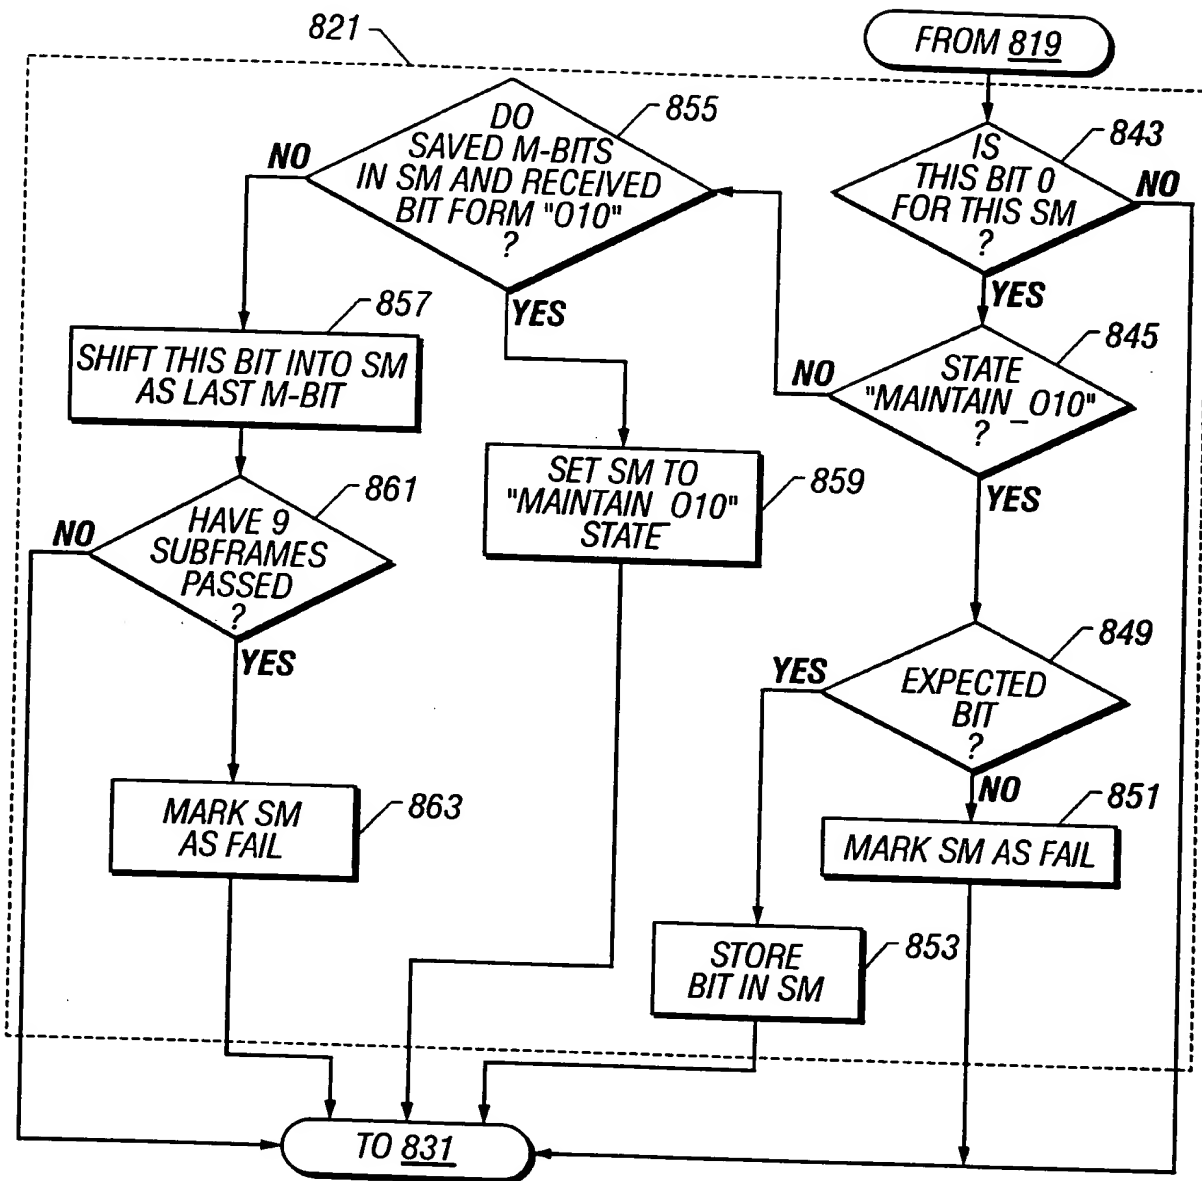 821
FROM 819
DO
SAVED M-BITS
IN SM AND RECEIVED
BIT FORM "010"
?
855
NO
YES
IS
THIS BIT 0
FOR THIS SM
?
843
NO
YES
857
SHIFT THIS BIT INTO SM
AS LAST M-BIT
STATE
"MAINTAIN_010"
?
845
NO
YES
SET SM TO
"MAINTAIN_010"
STATE
859
HAVE 9
SUBFRAMES
PASSED
?
861
NO
YES
EXPECTED
BIT
?
849
YES
NO
MARK SM
AS FAIL
863
MARK SM AS FAIL
851
STORE
BIT IN SM
853
TO 831